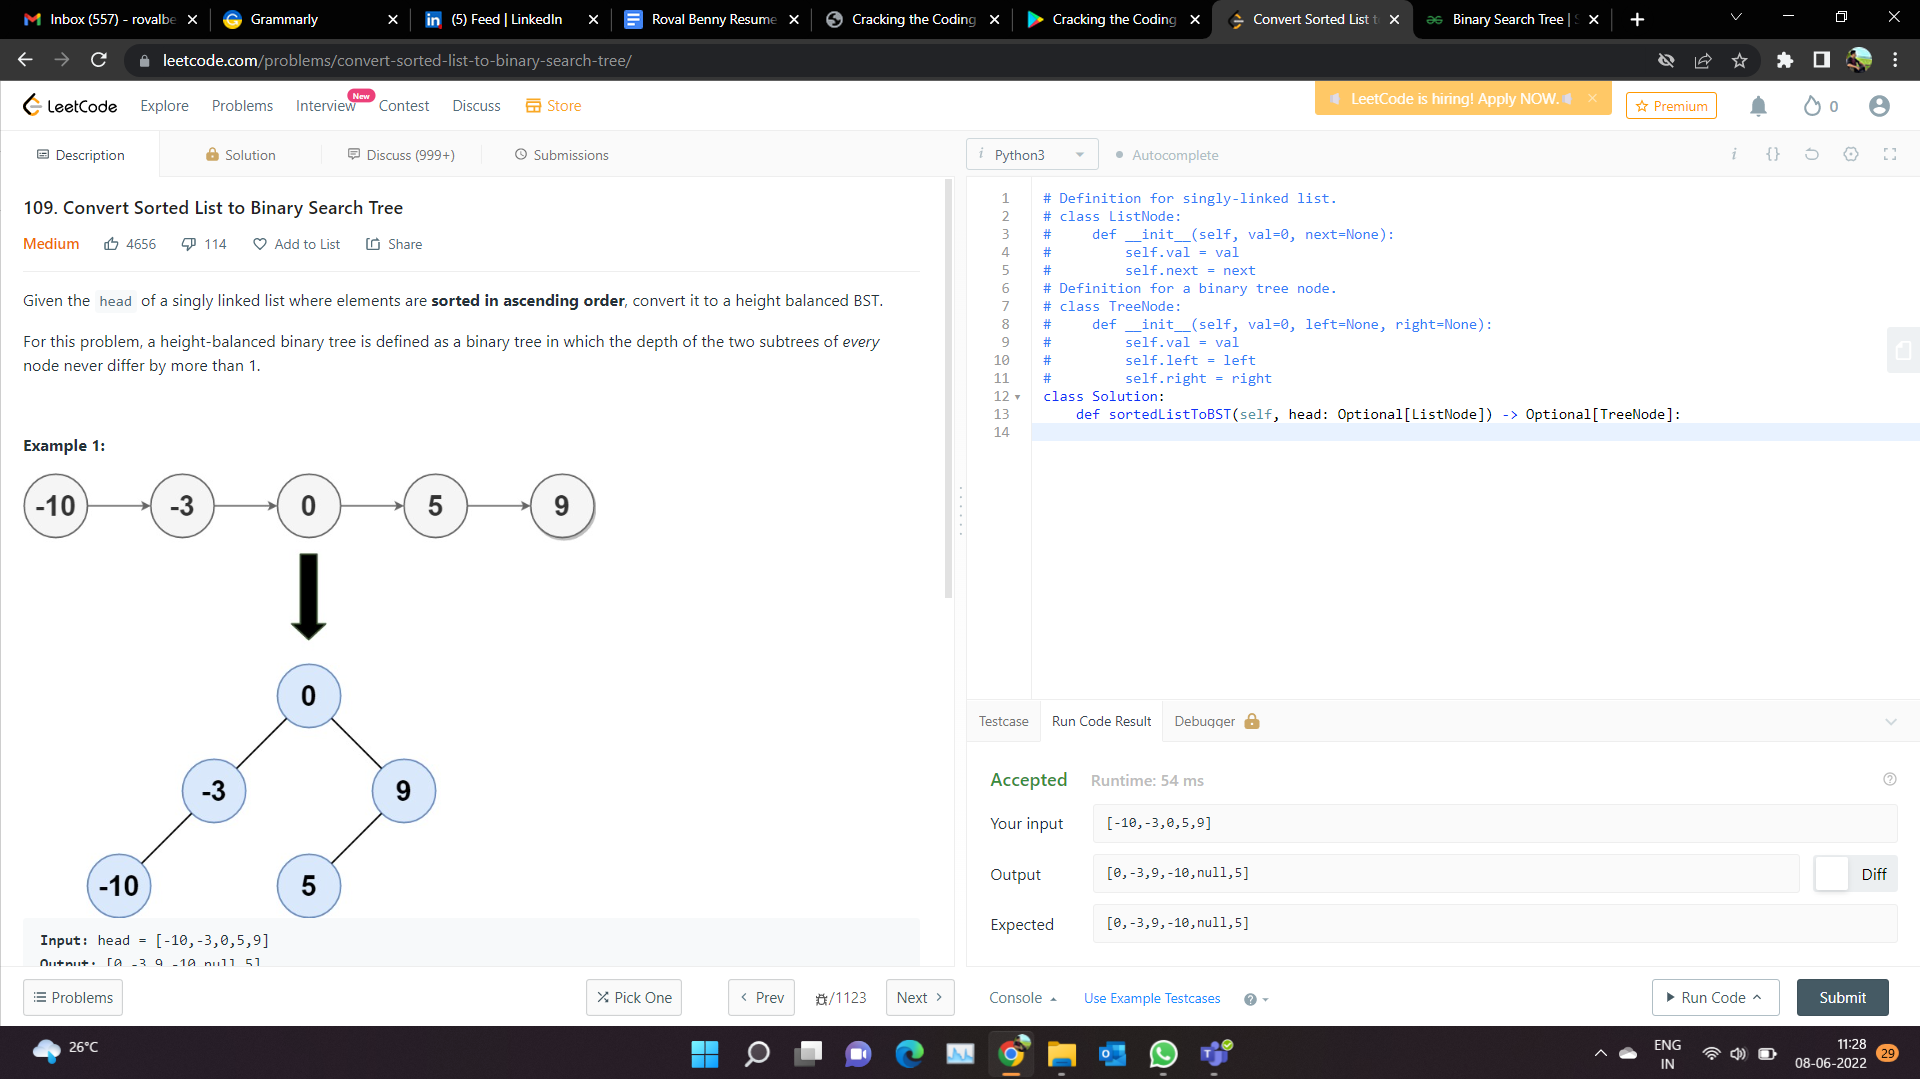 Inbox (557) - rovalbe
Grammarly
(5) Feed | LinkedIn
Roval Benny Resume
Cracking the Coding
Cracking the Coding
Convert Sorted List t
Binary Search Tree |
leetcode.com/problems/convert-sorted-list-to-binary-search-tree/
LeetCode
Explore
Problems
Interview
New
Contest
Discuss
Store
LeetCode is hiring! Apply NOW.
Premium
0
Description
Solution
Discuss (999+)
Submissions
i Python3
Autocomplete
i {}
109. Convert Sorted List to Binary Search Tree
Medium 4656 114 Add to List Share
Given the head of a singly linked list where elements are sorted in ascending order, convert it to a height balanced BST.
For this problem, a height-balanced binary tree is defined as a binary tree in which the depth of the two subtrees of every
node never differ by more than 1.
Example 1:
-10 -3 0 5 9
0
-3 9
-10 5
Input: head = [-10,-3,0,5,9]
Output: [0,-3,9,-10,null,5]
1 # Definition for singly-linked list.
2 # class ListNode:
3 #     def __init__(self, val=0, next=None):
4 #         self.val = val
5 #         self.next = next
6 # Definition for a binary tree node.
7 # class TreeNode:
8 #     def __init__(self, val=0, left=None, right=None):
9 #         self.val = val
10 #         self.left = left
11 #         self.right = right
12 class Solution:
13     def sortedListToBST(self, head: Optional[ListNode]) -> Optional[TreeNode]:
14
Testcase
Run Code Result
Debugger
Accepted Runtime: 54 ms
Your input [-10,-3,0,5,9]
Output [0,-3,9,-10,null,5]
Diff
Expected [0,-3,9,-10,null,5]
Problems
Pick One
Prev
/1123
Next
Console
Use Example Testcases
Run Code
Submit
26°C
ENG
IN
11:28
08-06-2022
29